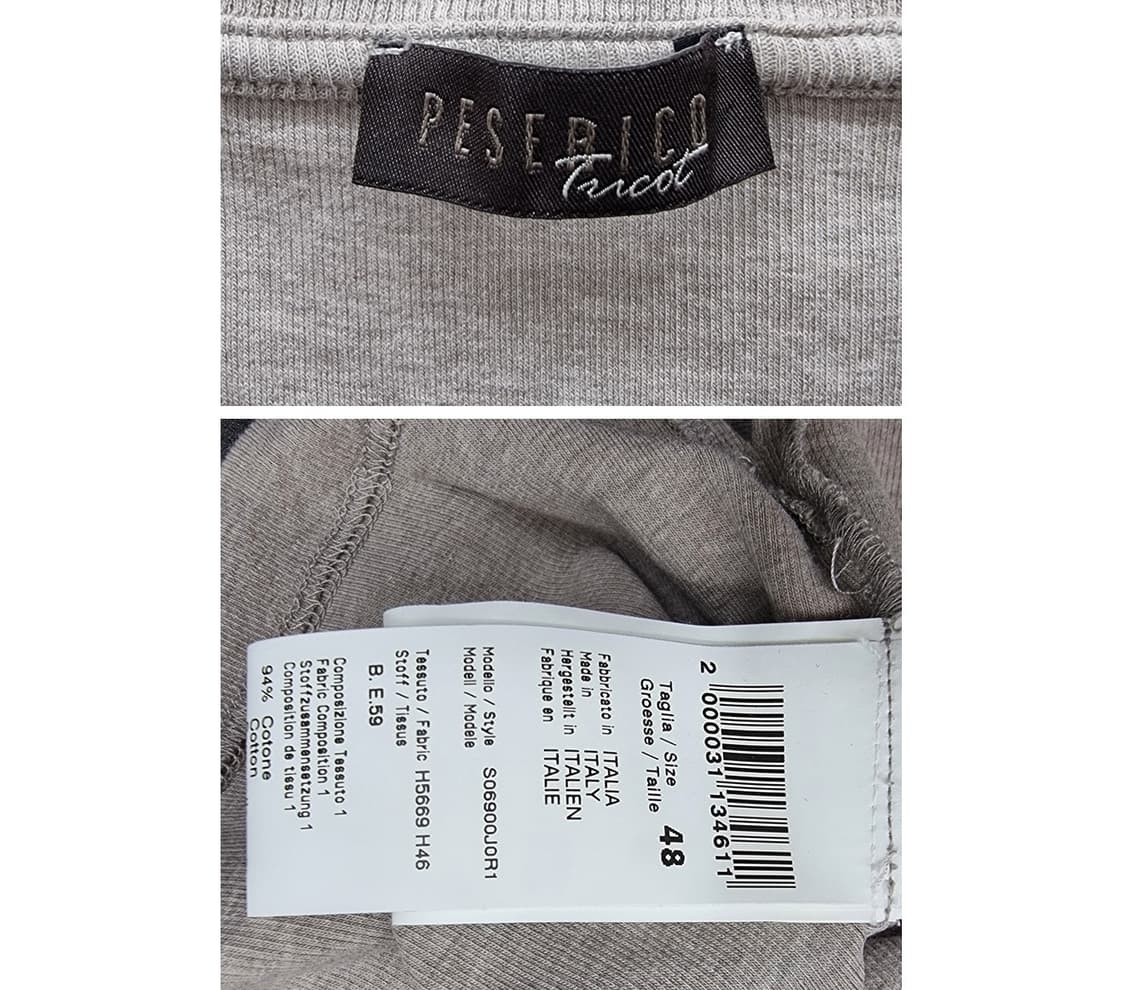 PESERICO
Tricot
2 000031 134611
Taglia / Size
Groesse / Taille 48
Fabbricato in ITALIA
Made in ITALY
Hergestellt in ITALIEN
Fabrique en ITALIE
Modello / Style S06900J0R1
Modell / Modele
Tessuto / Fabric H5669 H46
Stoff / Tissus
B. E.59
Composizione Tessuto 1
Fabric Composition 1
Stoffzusammensetzung 1
Composition de tissu 1
94% Cotone
Cotton